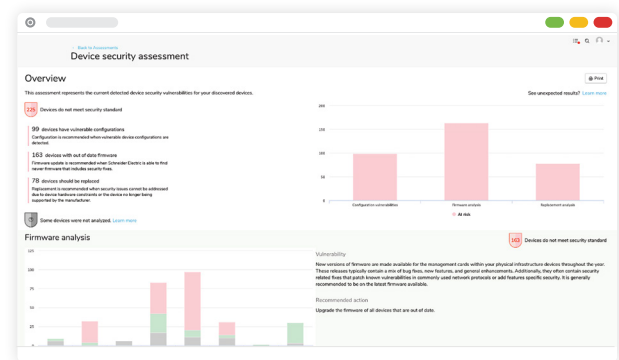 ← Back to Assessments
Device security assessment
Overview
Print
This assessment represents the current detected device security vulnerabilities for your discovered devices.
See unexpected results? Learn more
225 Devices do not meet security standard
99 devices have vulnerable configurations
Configuration is recommended when vulnerable device configurations are
detected.
163 devices with out of date firmware
Firmware update is recommended when Schneider Electric is able to find
newer firmware that includes security fixes.
78 devices should be replaced
Replacement is recommended when security issues cannot be addressed
due to device hardware constraints or the device no longer being
supported by the manufacturer.
Some devices were not analyzed. Learn more
200
150
100
50
0
Configuration vulnerabilities
Firmware analysis
Replacement analysis
At risk
Firmware analysis
163 Devices do not meet security standard
125
100
75
50
25
Vulnerability
New versions of firmware are made available for the management cards within your physical infrastructure devices throughout the year.
These releases typically contain a mix of bug fixes, new features, and general enhancements. Additionally, they often contain security
related fixes that patch known vulnerabilities in commonly used network protocols or add features specific security. It is generally
recommended to be on the latest firmware available.
Recommended action
Upgrade the firmware of all devices that are out of date.